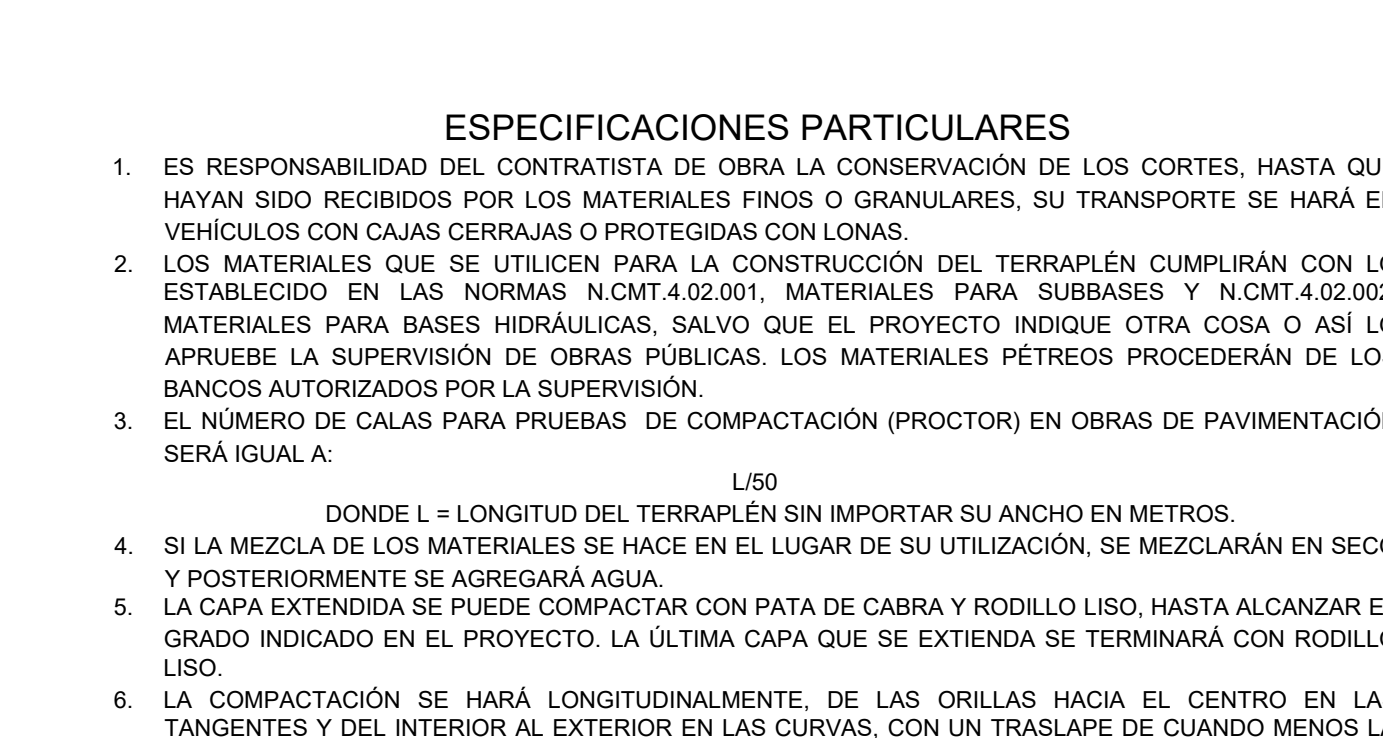 ESPECIFICACIONES PARTICULARES
1. ES RESPONSABILIDAD DEL CONTRATISTA DE OBRA LA CONSERVACIÓN DE LOS CORTES, HASTA QU
HAYAN SIDO RECIBIDOS POR LOS MATERIALES FINOS O GRANULARES, SU TRANSPORTE SE HARÁ
VEHÍCULOS CON CAJAS CERRAJAS O PROTEGIDAS CON LONAS.
2. LOS MATERIALES QUE SE UTILICEN PARA LA CONSTRUCCIÓN DEL TERRAPLÉN CUMPLIRÁN CON LO
ESTABLECIDO EN LAS NORMAS N.CMT.4.02.001, MATERIALES PARA SUBBASES Y N.CMT.4.02.002
MATERIALES PARA BASES HIDRÁULICAS, SALVO QUE EL PROYECTO INDIQUE OTRA COSA O ASÍ LO
APRUEBE LA SUPERVISIÓN DE OBRAS PÚBLICAS. LOS MATERIALES PÉTREOS PROCEDERÁN DE LOS
BANCOS AUTORIZADOS POR LA SUPERVISIÓN.
3. EL NÚMERO DE CALAS PARA PRUEBAS DE COMPACTACIÓN (PROCTOR) EN OBRAS DE PAVIMENTACIÓN
SERÁ IGUAL A:
L/50
DONDE L = LONGITUD DEL TERRAPLÉN SIN IMPORTAR SU ANCHO EN METROS.
4. SI LA MEZCLA DE LOS MATERIALES SE HACE EN EL LUGAR DE SU UTILIZACIÓN, SE MEZCLARÁN EN SECO
Y POSTERIORMENTE SE AGREGARÁ AGUA.
5. LA CAPA EXTENDIDA SE PUEDE COMPACTAR CON PATA DE CABRA Y RODILLO LISO, HASTA ALCANZAR E
GRADO INDICADO EN EL PROYECTO. LA ÚLTIMA CAPA QUE SE EXTIENDA SE TERMINARÁ CON RODILLO
LISO.
6. LA COMPACTACIÓN SE HARÁ LONGITUDINALMENTE, DE LAS ORILLAS HACIA EL CENTRO EN LA
TANGENTES Y DEL INTERIOR AL EXTERIOR EN LAS CURVAS, CON UN TRASLAPE DE CUANDO MENOS LA